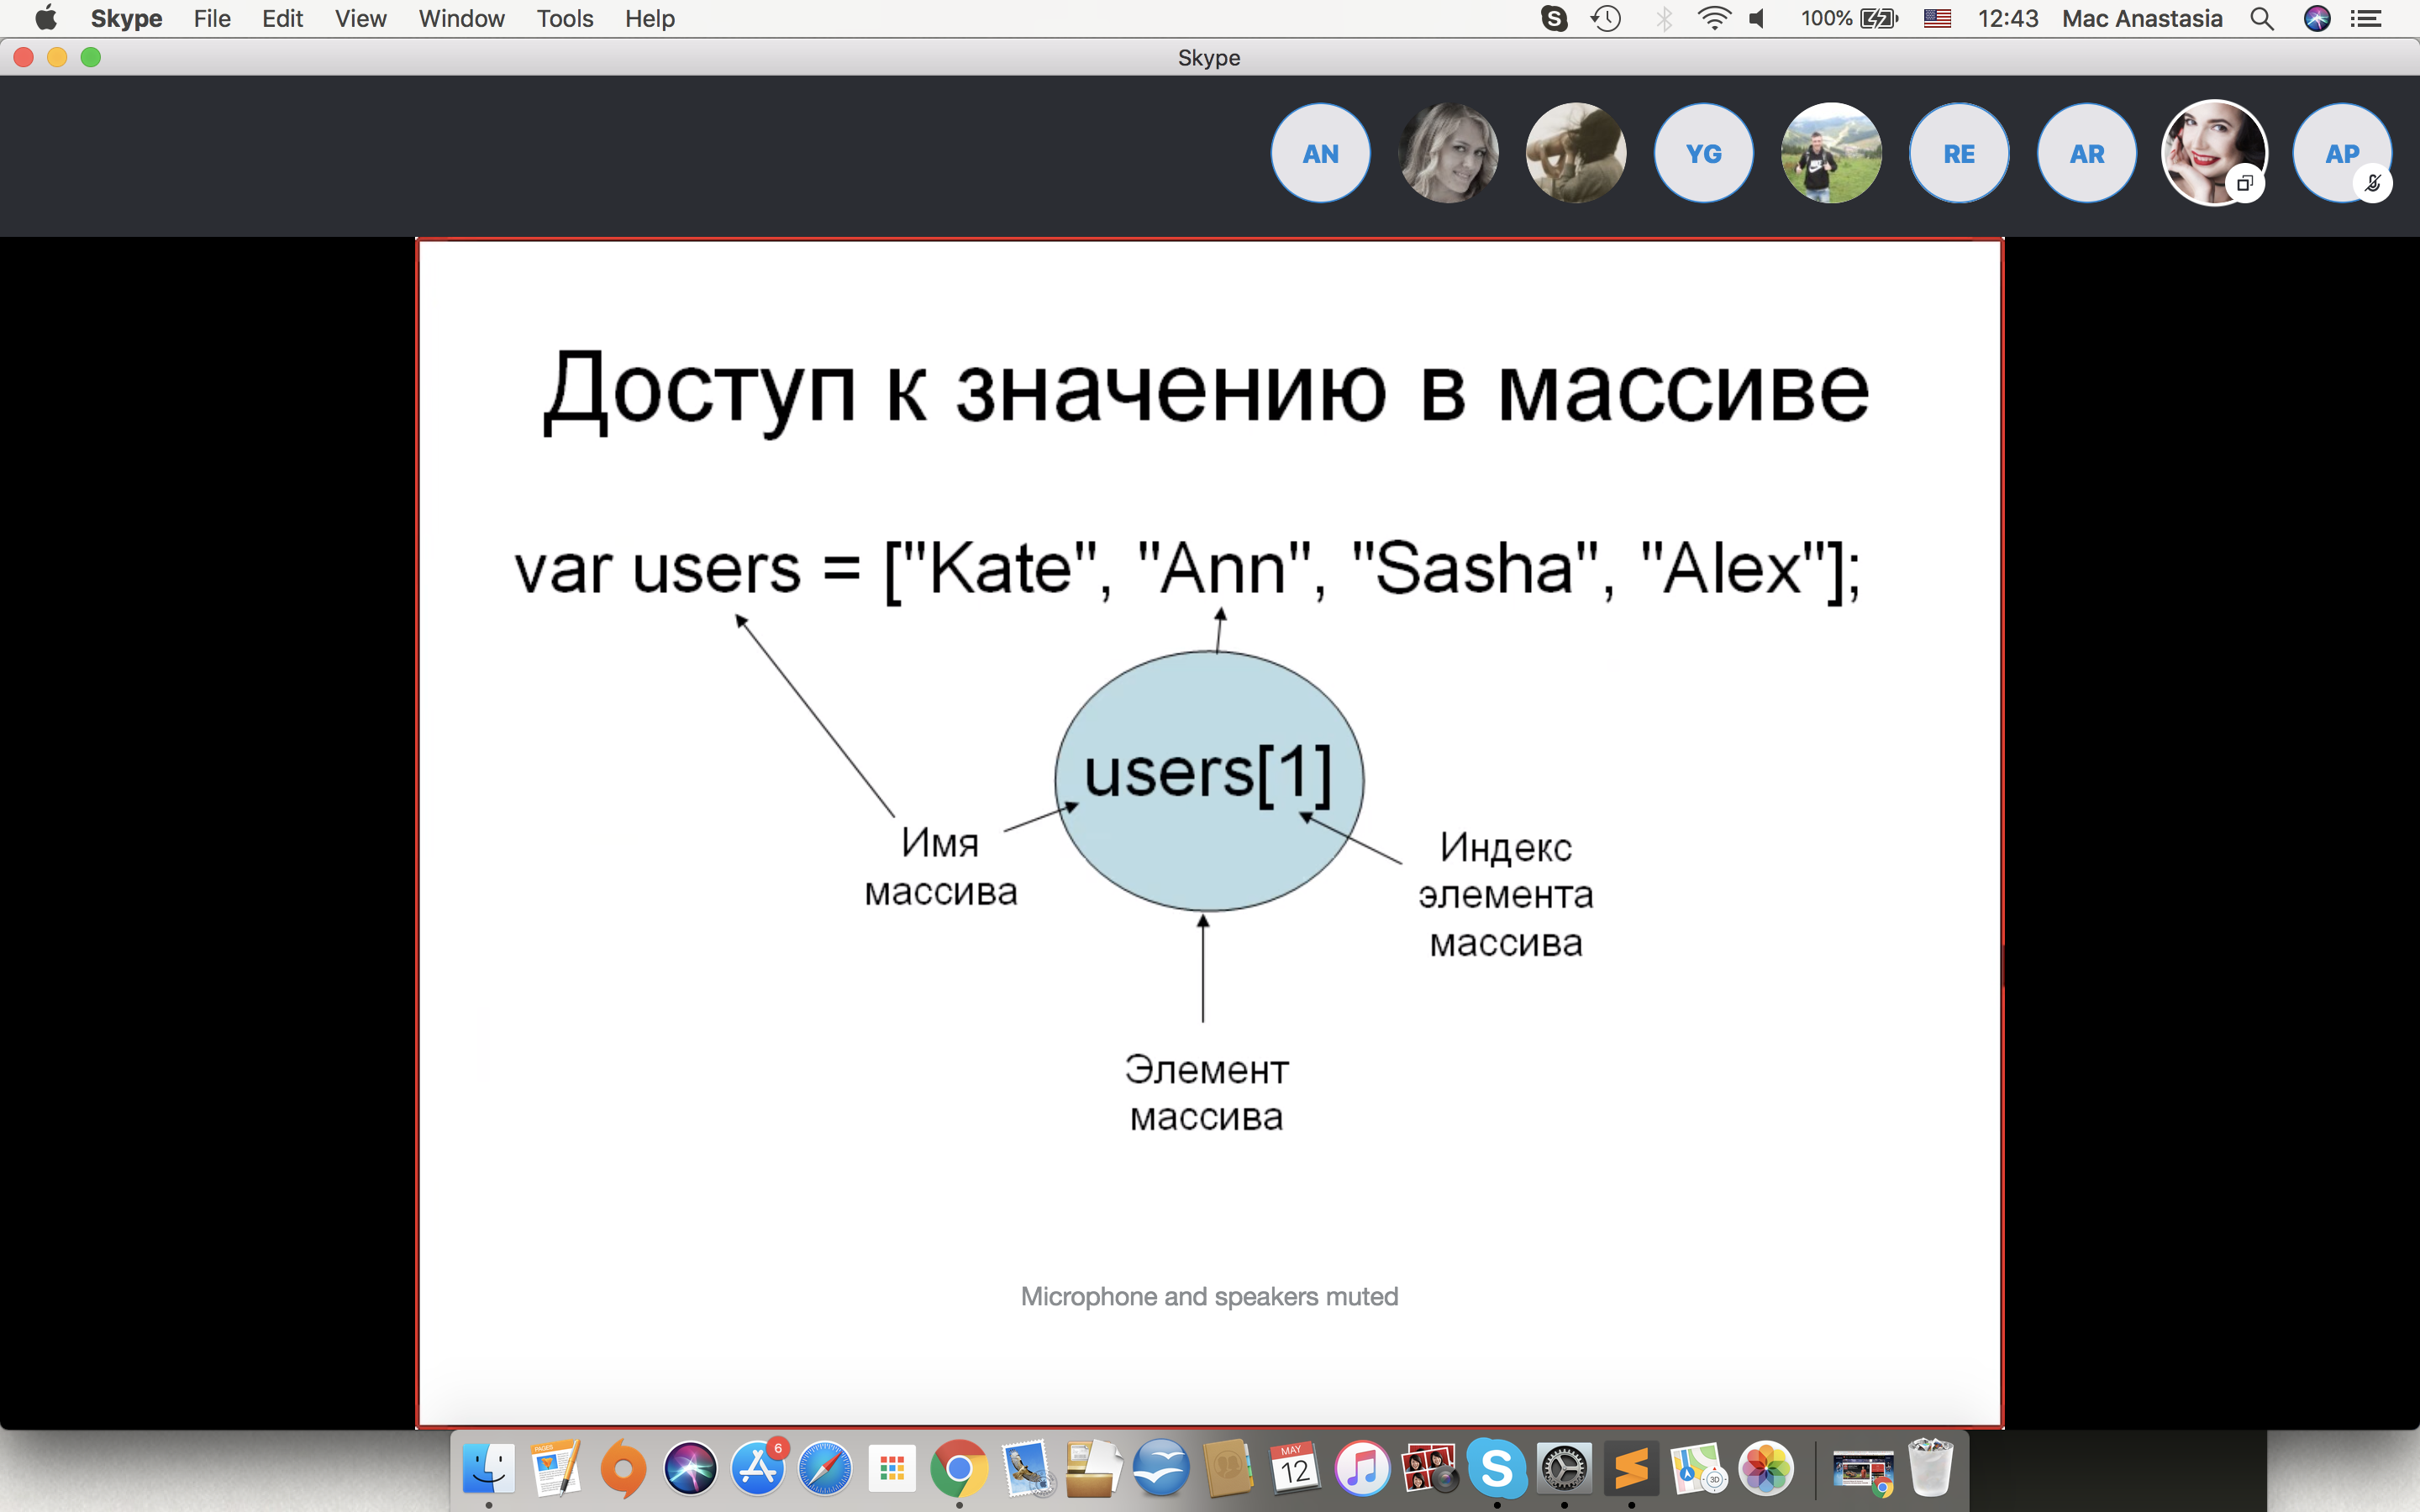 Skype File Edit View Window Tools Help 100% 12:43 Mac Anastasia
Skype
AN YG RE AR AP
Доступ к значению в массиве
var users = ["Kate", "Ann", "Sasha", "Alex"];
users[1]
Имя
массива
Индекс
элемента
массива
Элемент
массива
Microphone and speakers muted
PAGES
6
MAY
12
3D